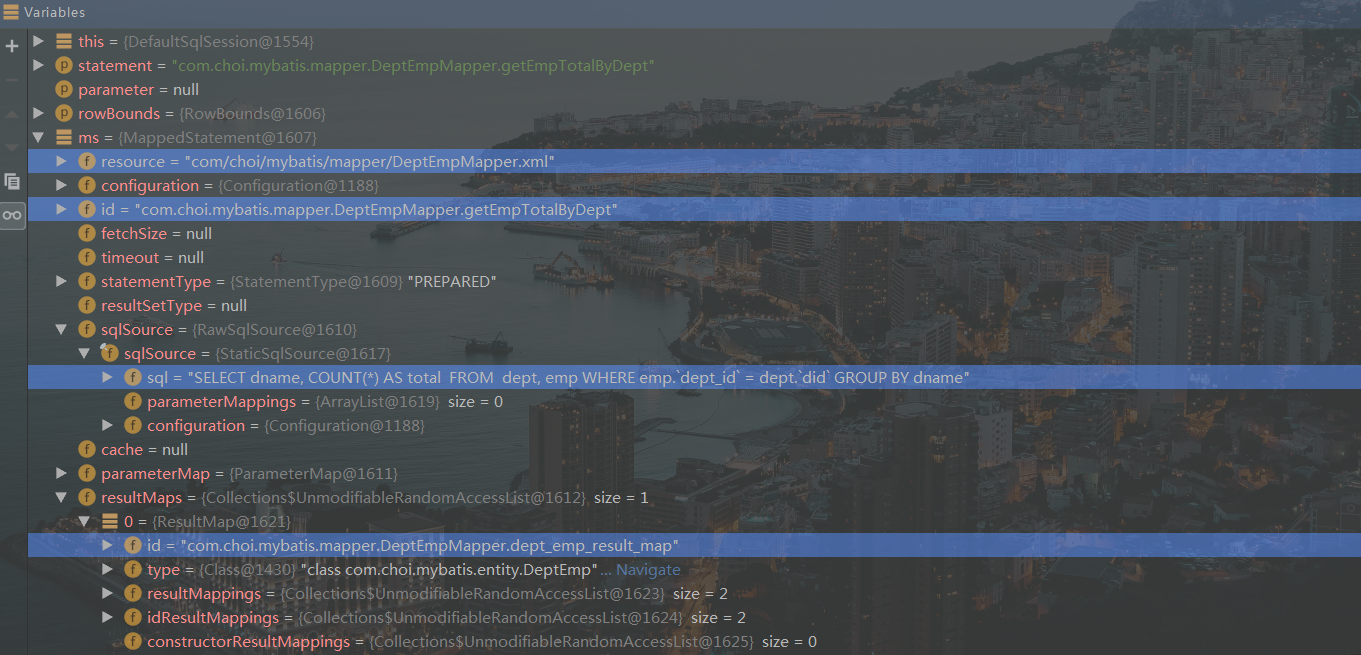 Variables
this = {DefaultSqlSession@1554}
p statement = "com.choi.mybatis.mapper.DeptEmpMapper.getEmpTotalByDept"
p parameter = null
p rowBounds = {RowBounds@1606}
ms = {MappedStatement@1607}
f resource = "com/choi/mybatis/mapper/DeptEmpMapper.xml"
f configuration = {Configuration@1188}
f id = "com.choi.mybatis.mapper.DeptEmpMapper.getEmpTotalByDept"
f fetchSize = null
f timeout = null
f statementType = {StatementType@1609} "PREPARED"
f resultSetType = null
f sqlSource = {RawSqlSource@1610}
f sqlSource = {StaticSqlSource@1617}
f sql = "SELECT dname, COUNT(*) AS total  FROM  dept, emp WHERE emp.`dept_id` = dept.`did` GROUP BY dname"
f parameterMappings = {ArrayList@1619}  size = 0
f configuration = {Configuration@1188}
f cache = null
f parameterMap = {ParameterMap@1611}
f resultMaps = {Collections$UnmodifiableRandomAccessList@1612}  size = 1
0 = {ResultMap@1621}
f id = "com.choi.mybatis.mapper.DeptEmpMapper.dept_emp_result_map"
f type = {Class@1430} "class com.choi.mybatis.entity.DeptEmp" ... Navigate
f resultMappings = {Collections$UnmodifiableRandomAccessList@1623}  size = 2
f idResultMappings = {Collections$UnmodifiableRandomAccessList@1624}  size = 2
f constructorResultMappings = {Collections$UnmodifiableRandomAccessList@1625}  size = 0